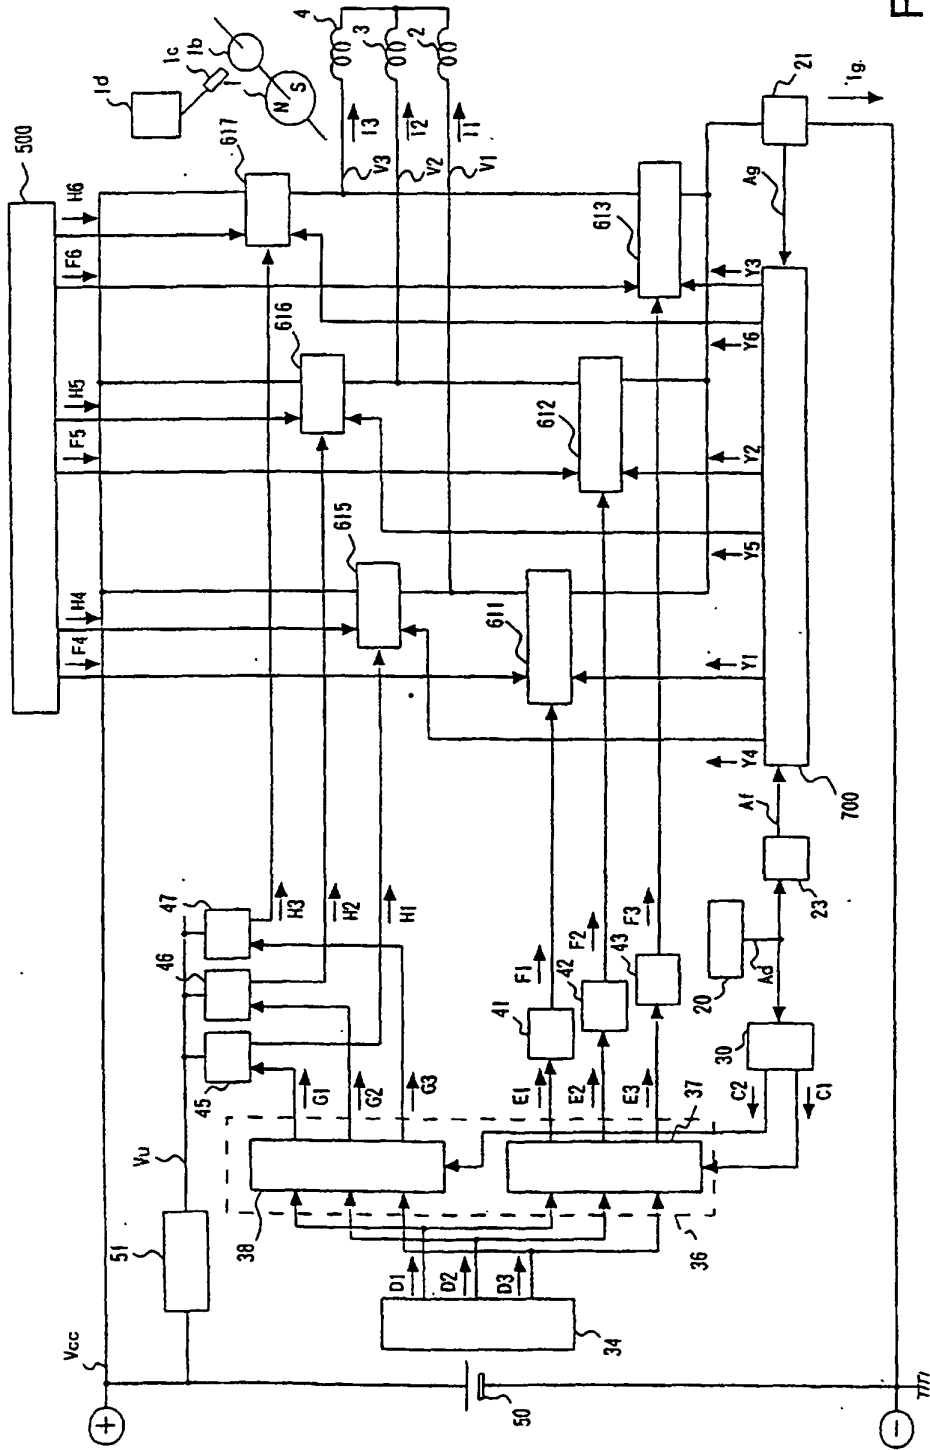 F
500
1d
1c
1b
1
N
S
4
3
2
I3
I2
I1
V3
V2
V1
617
616
615
613
612
611
H6
F6
H5
F5
H4
F4
21
Ig
Ag
Y3
Y6
Y2
Y5
Y1
Y4
700
Af
23
20
Ad
30
C2
C1
47
46
45
H3
H2
H1
G1
G2
G3
F1
F2
F3
41
42
43
E1
E2
E3
37
38
36
Vu
51
D1
D2
D3
34
Vcc
50
+
−